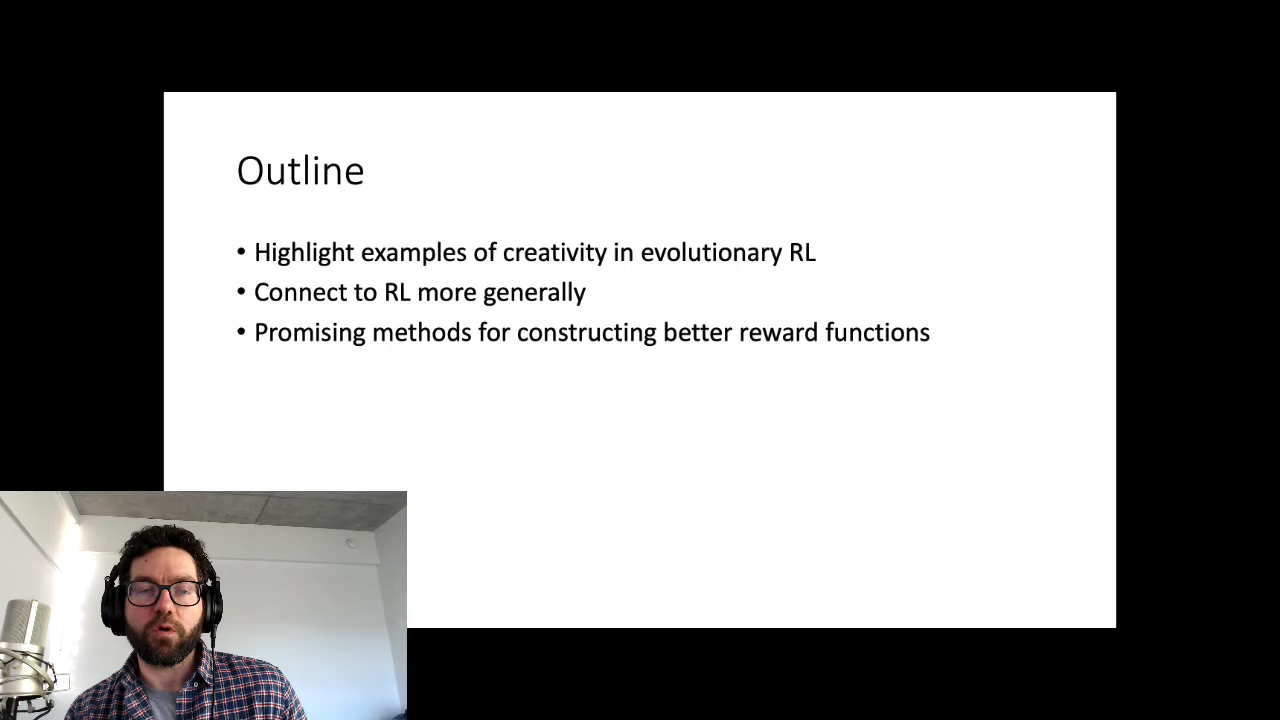 Outline
• Highlight examples of creativity in evolutionary RL
• Connect to RL more generally
• Promising methods for constructing better reward functions